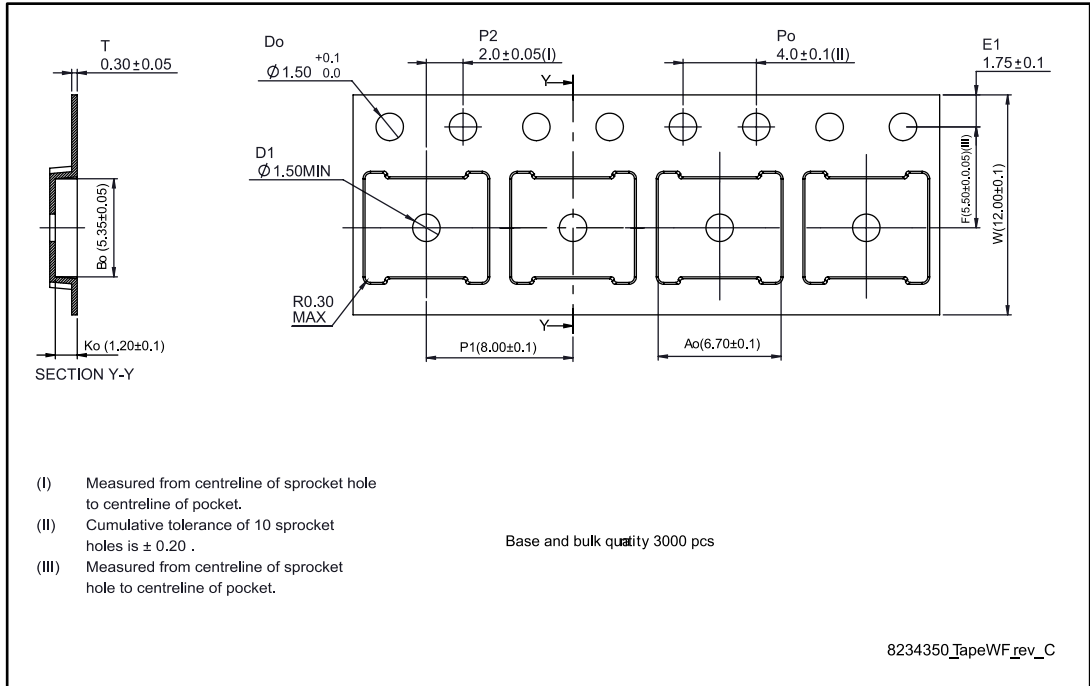 T
0.30±0.05
Do
Ø1.50 +0.1 0.0
P2
2.0±0.05(I)
Po
4.0±0.1(II)
E1
1.75±0.1
Y
D1
Ø1.50MIN
F(5.50±0.0.05)(III)
W(12.00±0.1)
Bo (5.35±0.05)
R0.30
MAX
Y
Ko (1.20±0.1)
P1(8.00±0.1)
Ao(6.70±0.1)
SECTION Y-Y
(I) Measured from centreline of sprocket hole
to centreline of pocket.
(II) Cumulative tolerance of 10 sprocket
holes is ± 0.20 .
(III) Measured from centreline of sprocket
hole to centreline of pocket.
Base and bulk quatity 3000 pcs
8234350_TapeWF_rev_C